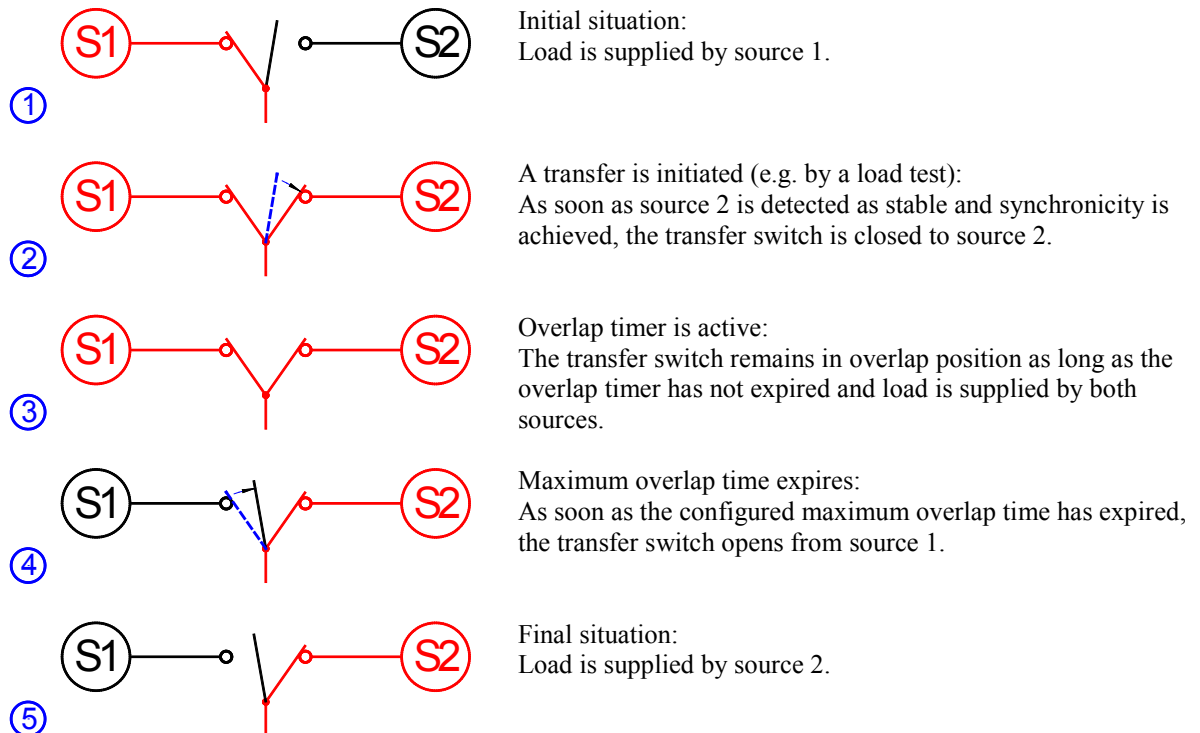 S1 S2
Initial situation:
Load is supplied by source 1.
1
S1 S2
A transfer is initiated (e.g. by a load test):
As soon as source 2 is detected as stable and synchronicity is
achieved, the transfer switch is closed to source 2.
2
S1 S2
Overlap timer is active:
The transfer switch remains in overlap position as long as the
overlap timer has not expired and load is supplied by both
sources.
3
S1 S2
Maximum overlap time expires:
As soon as the configured maximum overlap time has expired,
the transfer switch opens from source 1.
4
S1 S2
Final situation:
Load is supplied by source 2.
5